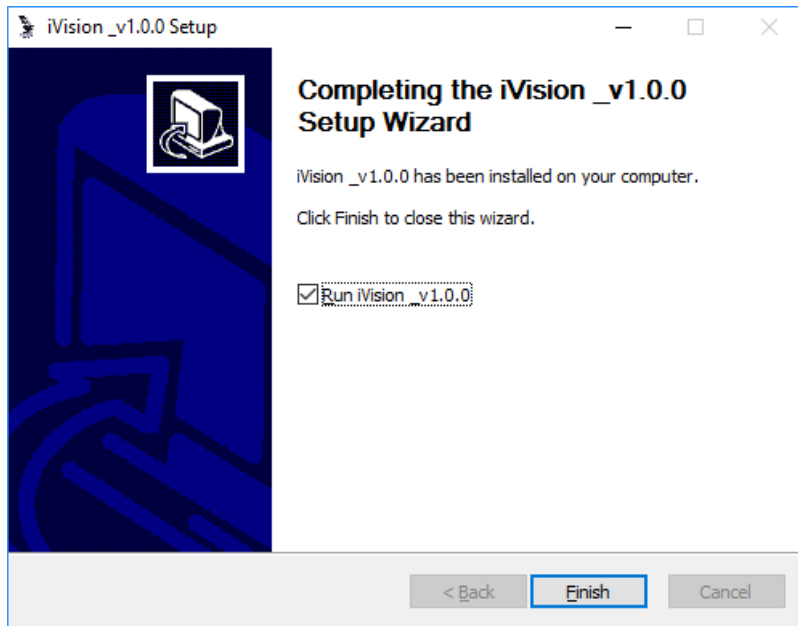 iVision _v1.0.0 Setup
Completing the iVision _v1.0.0
Setup Wizard
iVision _v1.0.0 has been installed on your computer.
Click Finish to close this wizard.
Run iVision _v1.0.0
< Back
Finish
Cancel